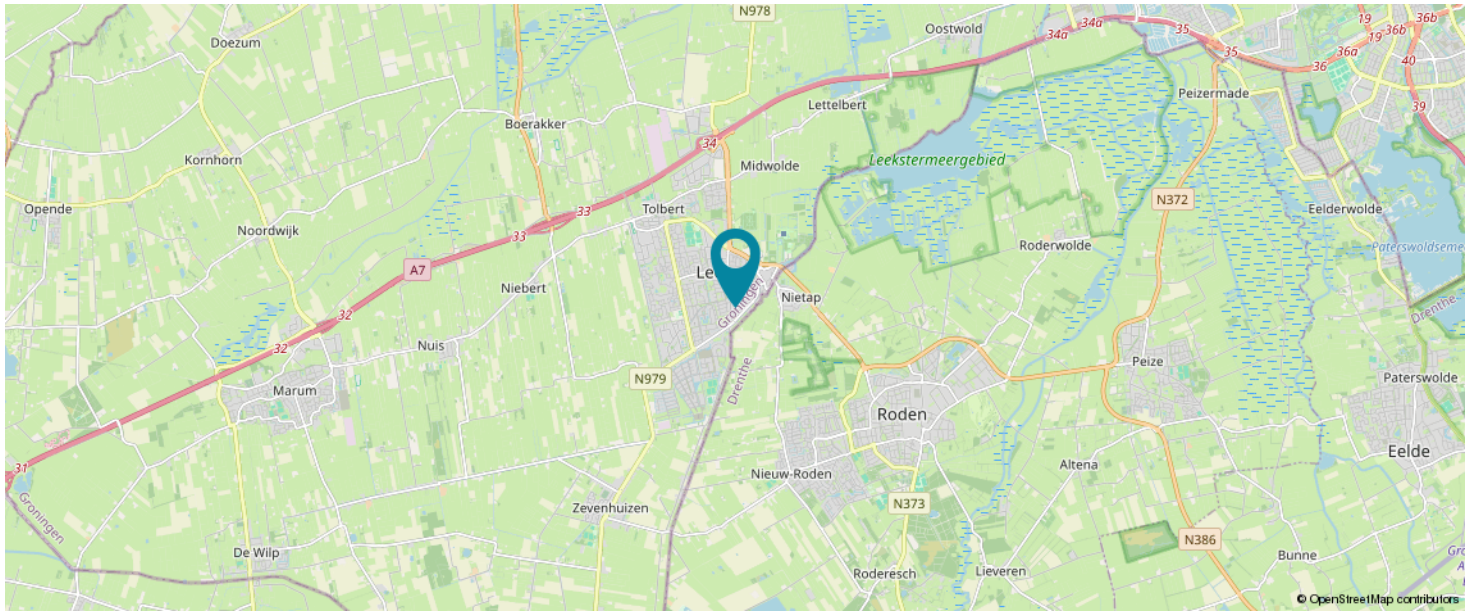 N978
Doezum
Oostwold
34a
35
35
19
36b
36b
19
36a
36
40
39
Peizermade
Lettelbert
Boerakker
34
Kornhorn
Midwolde
Leekstermeergebied
N372
Opende
Tolbert
33
33
Eelderwolde
Noordwijk
Roderwolde
A7
Niebert
Nietap
Groningen
Drenthe
32
32
Nuis
Peize
N979
Drenthe
Paterswolde
Marum
Roden
31
Eelde
Altena
Nieuw-Roden
Groningen
Zevenhuizen
N373
N386
De Wilp
Bunne
Roderesch
Lieveren
© OpenStreetMap contributors